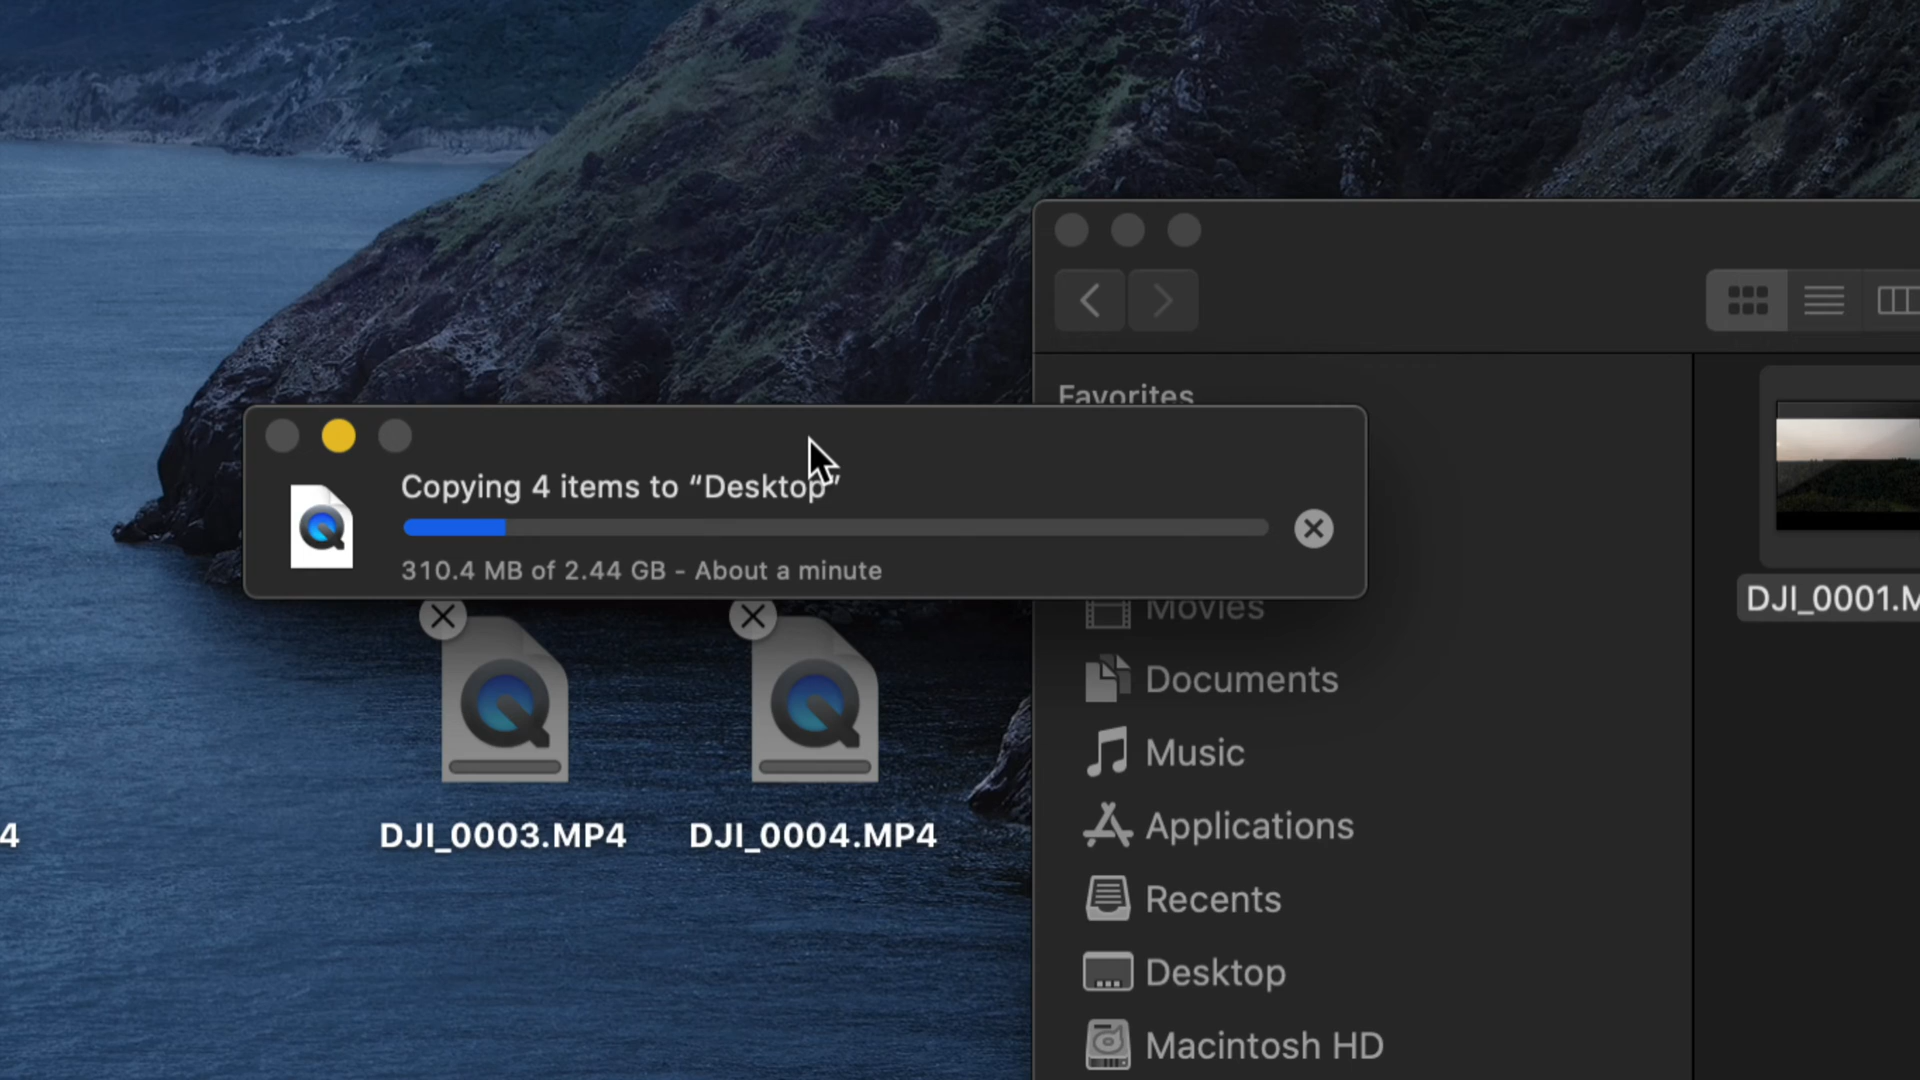 Favorites
Copying 4 items to “Desktop”
310.4 MB of 2.44 GB - About a minute
Movies
DJI_0001.M
Documents
Music
4
DJI_0003.MP4
DJI_0004.MP4
Applications
Recents
Desktop
Macintosh HD